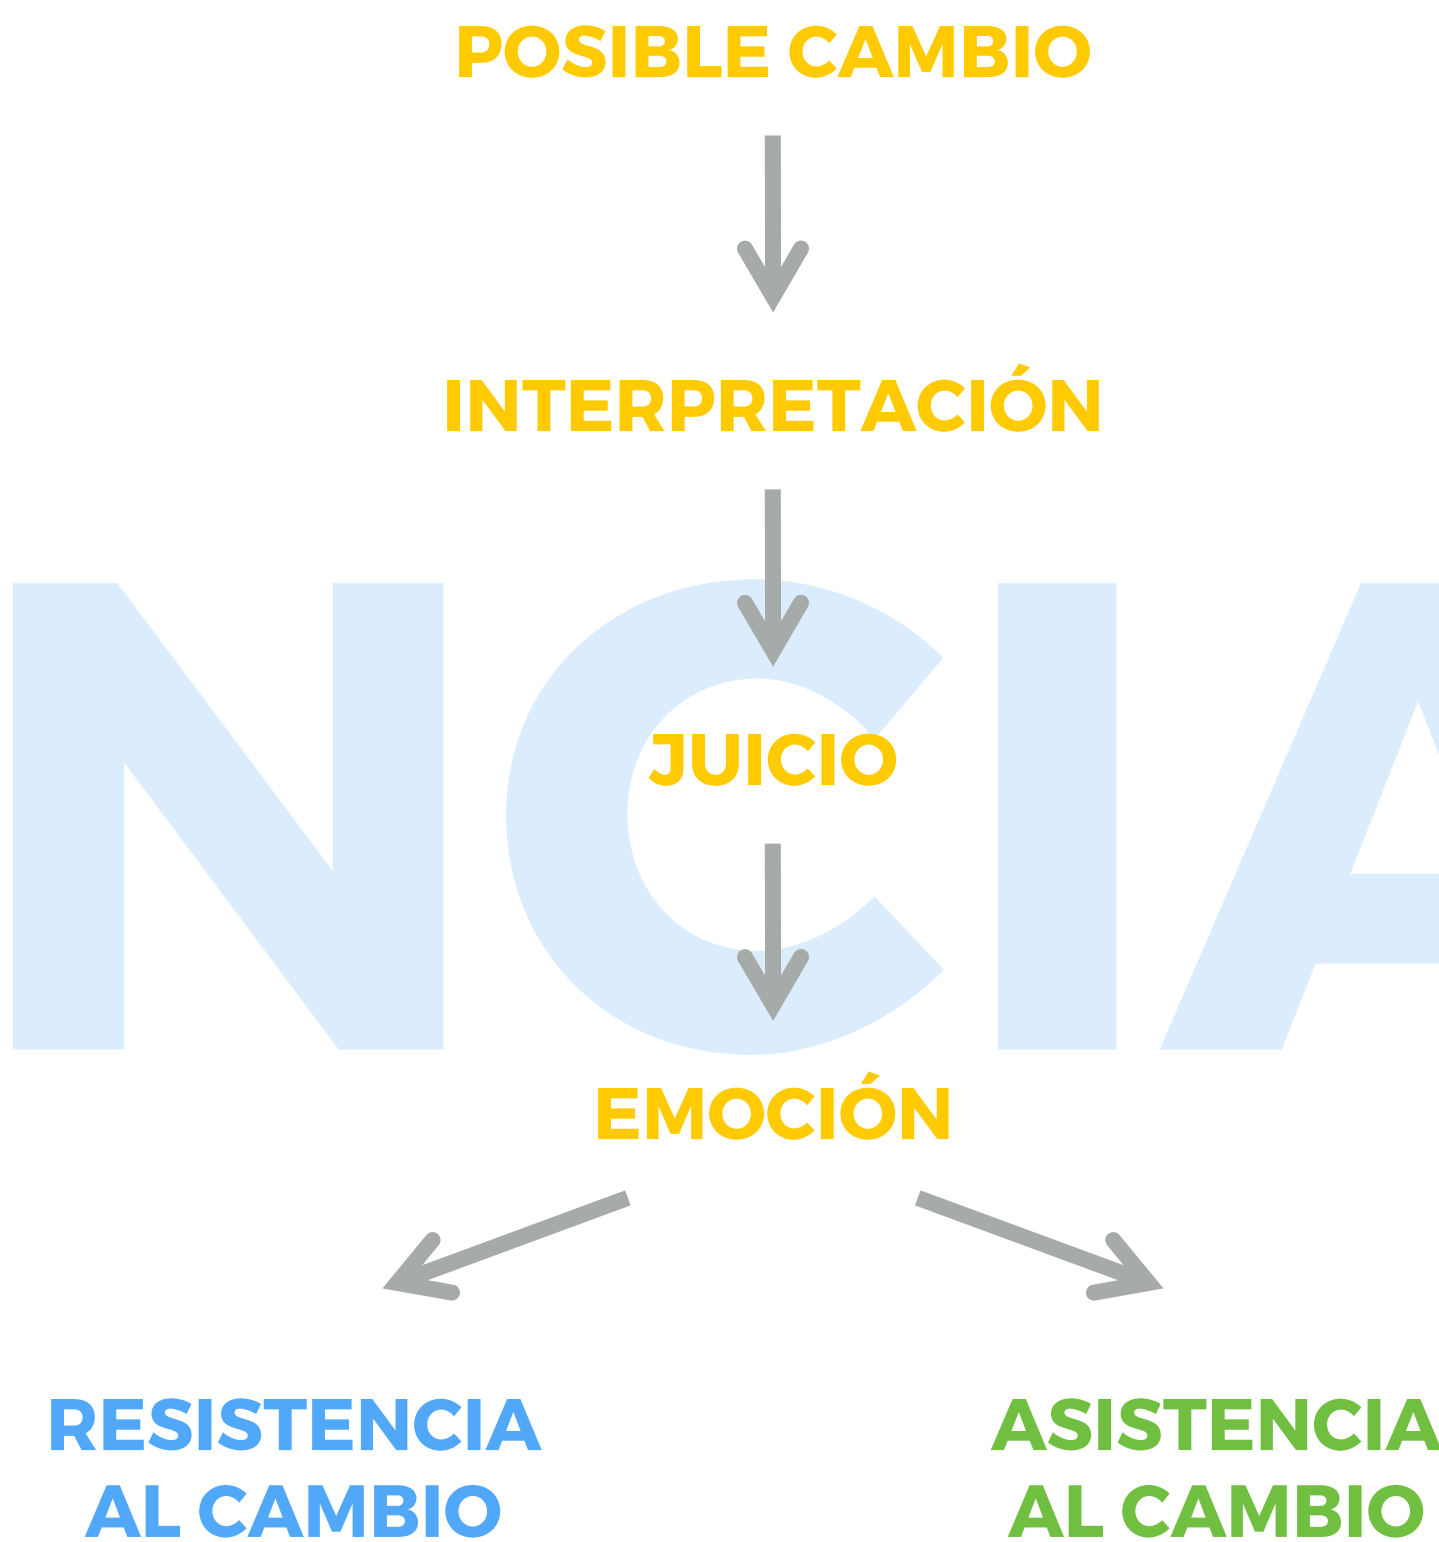 POSIBLE CAMBIO
INTERPRETACIÓN
NCIA
JUICIO
EMOCIÓN
RESISTENCIA
AL CAMBIO
ASISTENCIA
AL CAMBIO